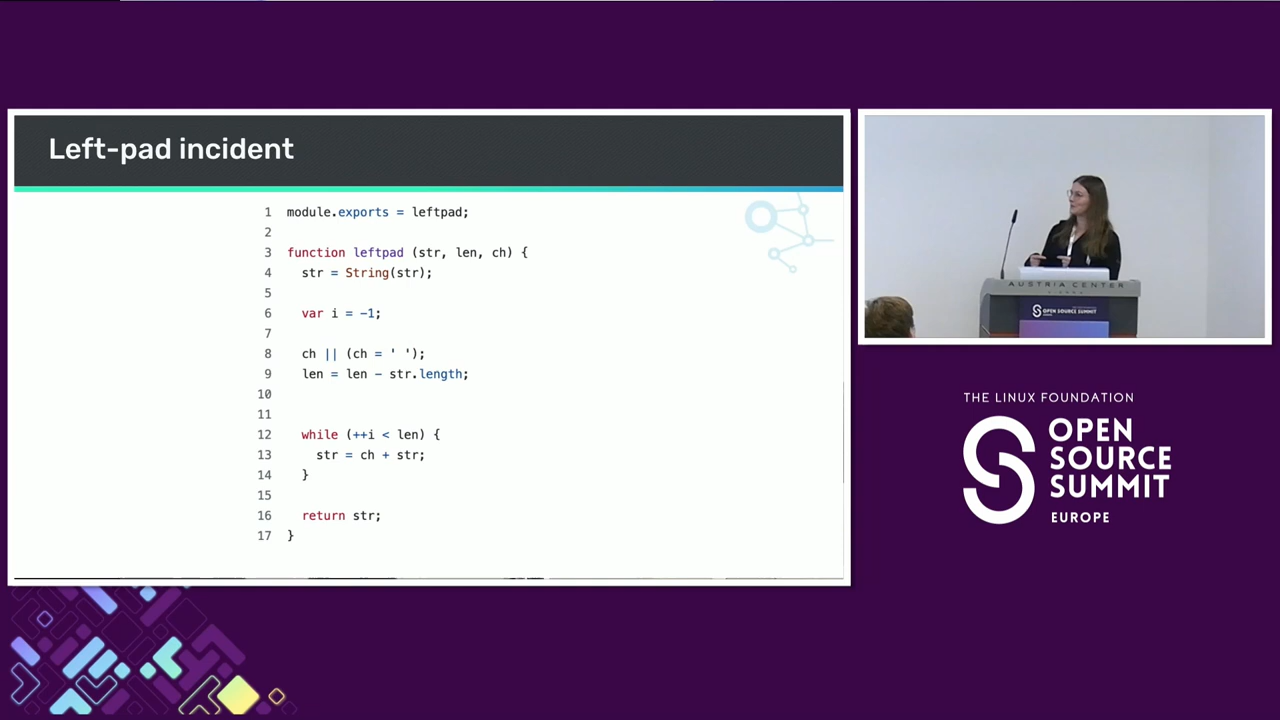 Left-pad incident
1 module.exports = leftpad;
2
3 function leftpad (str, len, ch) {
4   str = String(str);
5
6   var i = -1;
7
8   ch || (ch = ' ');
9   len = len - str.length;
10
11
12   while (++i < len) {
13     str = ch + str;
14   }
15
16   return str;
17 }
AUSTRIA CENTER
OPEN SOURCE SUMMIT
THE LINUX FOUNDATION
OPEN
SOURCE
SUMMIT
EUROPE